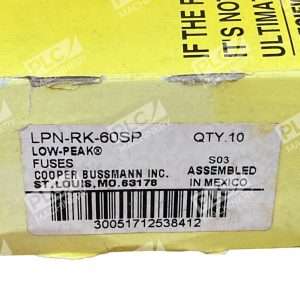 IF THE F
IT'S NO
ULTIMA
LPN-RK-60SP QTY.10
LOW-PEAK®
FUSES S03
COOPER BUSSMANN INC. ASSEMBLED
ST. LOUIS, MO. 63178 IN MEXICO
30051712538412